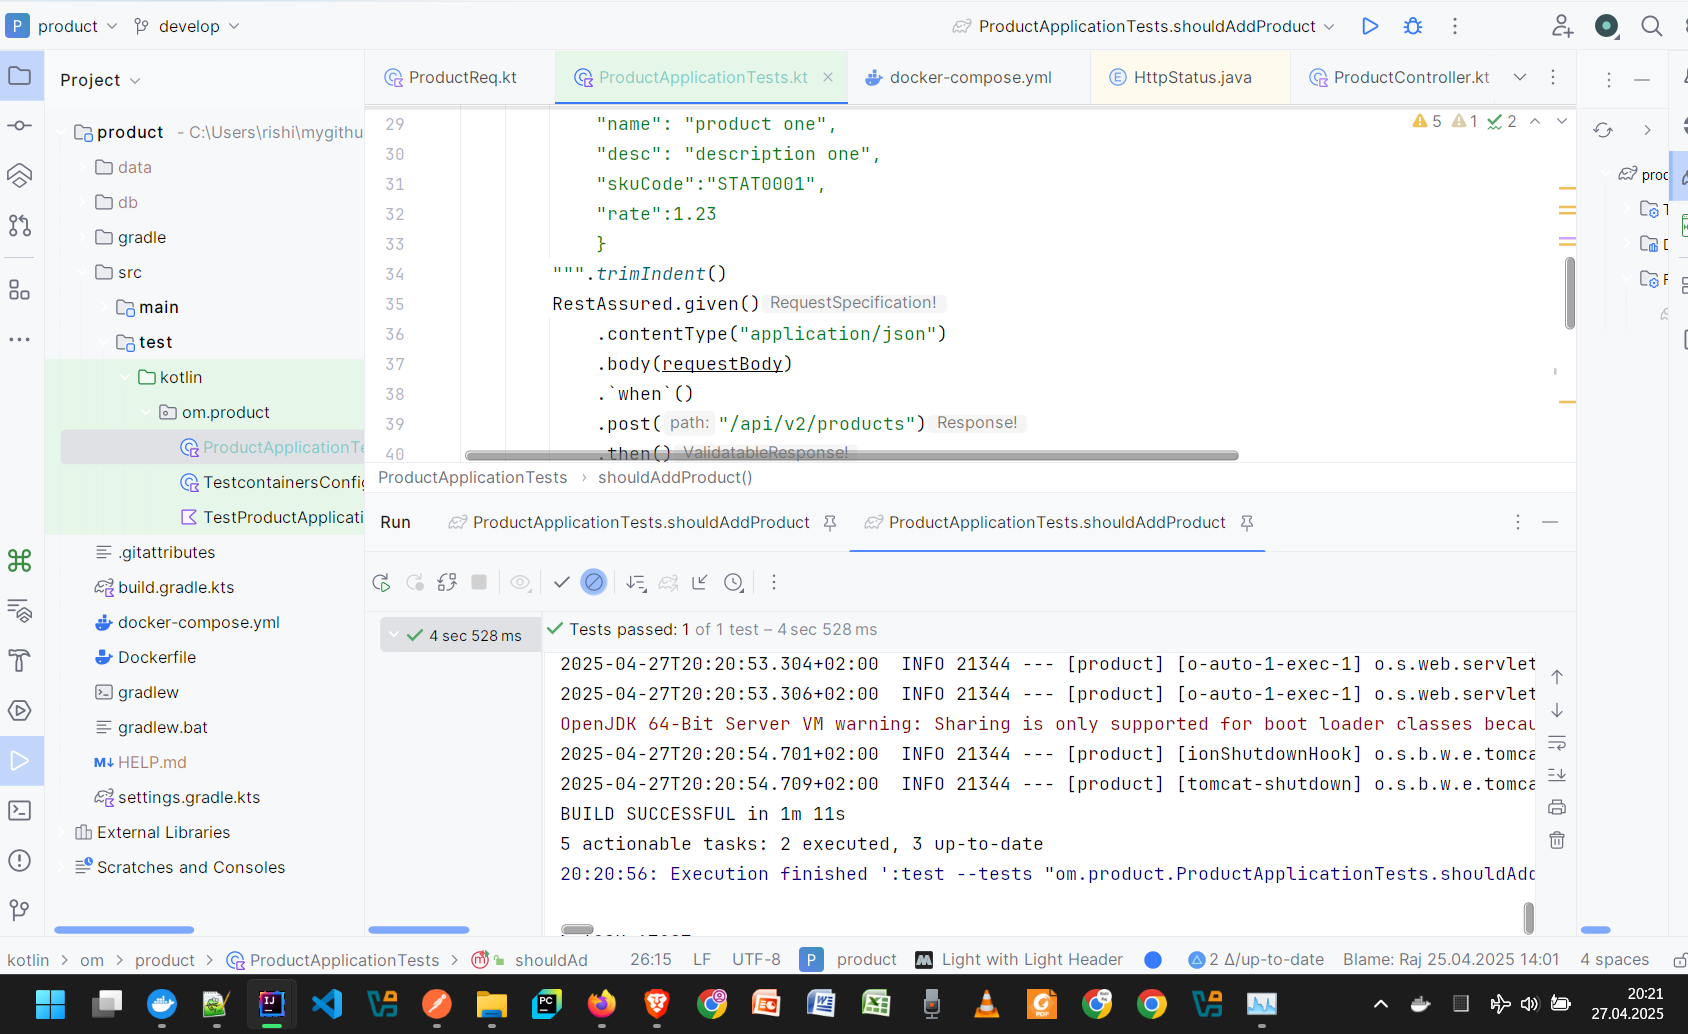 P product develop ProductApplicationTests.shouldAddProduct
Project
product - C:\Users\rishi\mygithu
data
db
gradle
src
main
test
kotlin
om.product
ProductApplicationTe
TestcontainersConfig
TestProductApplicati
.gitattributes
build.gradle.kts
docker-compose.yml
Dockerfile
gradlew
gradlew.bat
M↓ HELP.md
settings.gradle.kts
External Libraries
Scratches and Consoles
ProductReq.kt ProductApplicationTests.kt docker-compose.yml E HttpStatus.java ProductController.kt
5 1 2
29 "name": "product one",
30 "desc": "description one",
31 "skuCode":"STAT0001",
32 "rate":1.23
33 }
34 """.trimIndent()
35 RestAssured.given() RequestSpecification!
36 .contentType("application/json")
37 .body(requestBody)
38 .`when`()
39 .post( path: "/api/v2/products") Response!
40 .then() ValidatableResponse!
ProductApplicationTests › shouldAddProduct()
prod
Run ProductApplicationTests.shouldAddProduct ProductApplicationTests.shouldAddProduct
4 sec 528 ms
Tests passed: 1 of 1 test – 4 sec 528 ms
2025-04-27T20:20:53.304+02:00 INFO 21344 --- [product] [o-auto-1-exec-1] o.s.web.servlet
2025-04-27T20:20:53.306+02:00 INFO 21344 --- [product] [o-auto-1-exec-1] o.s.web.servlet
OpenJDK 64-Bit Server VM warning: Sharing is only supported for boot loader classes becau
2025-04-27T20:20:54.701+02:00 INFO 21344 --- [product] [ionShutdownHook] o.s.b.w.e.tomca
2025-04-27T20:20:54.709+02:00 INFO 21344 --- [product] [tomcat-shutdown] o.s.b.w.e.tomca
BUILD SUCCESSFUL in 1m 11s
5 actionable tasks: 2 executed, 3 up-to-date
20:20:56: Execution finished ':test --tests "om.product.ProductApplicationTests.shouldAdd
kotlin › om › product › ProductApplicationTests › shouldAd 26:15 LF UTF-8 P product Light with Light Header 2 Δ/up-to-date Blame: Raj 25.04.2025 14:01 4 spaces
20:21
27.04.2025